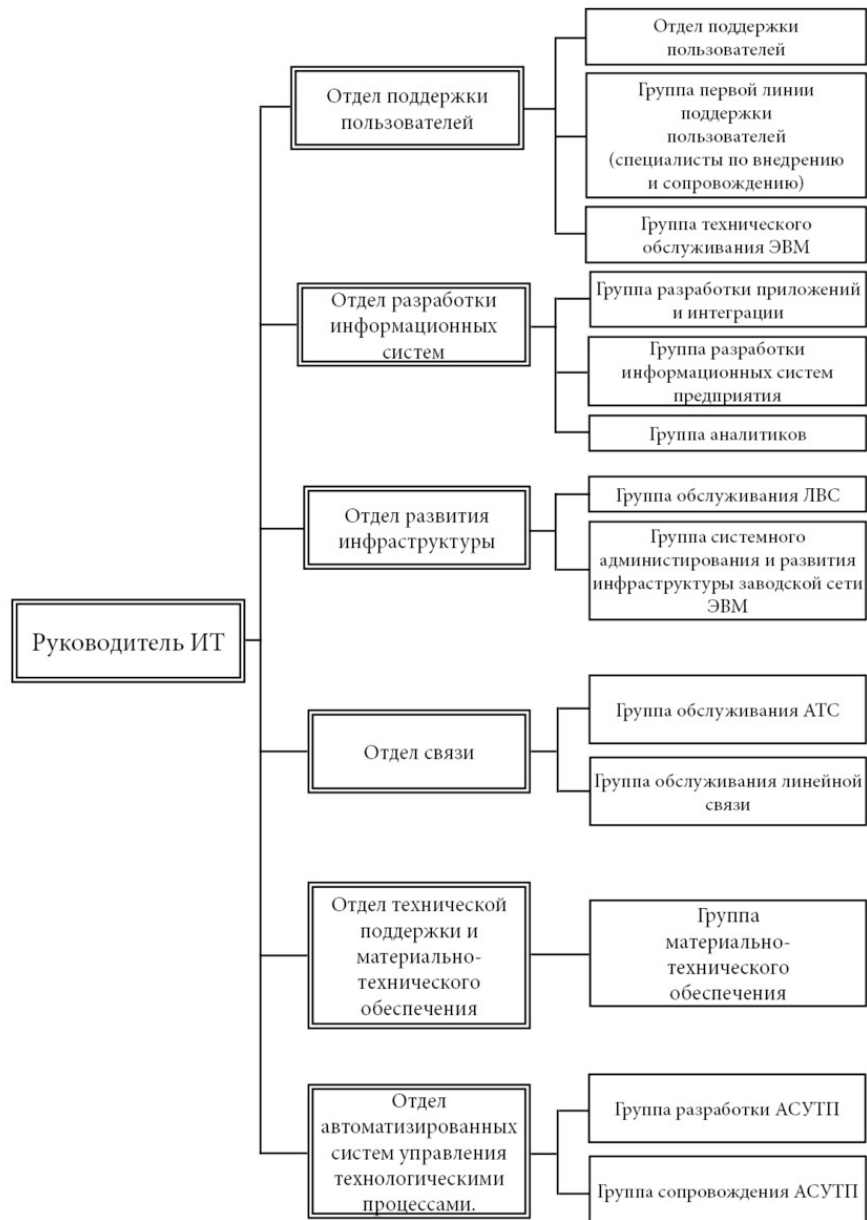 Отдел поддержки
пользователей
Отдел поддержки
пользователей
Группа первой линии
поддержки
пользователей
(специалисты по внедрению
и сопровождению)
Группа технического
обслуживания ЭВМ
Отдел разработки
информационных
систем
Группа разработки приложений
и интеграции
Группа разработки
информационных систем
предприятия
Группа аналитиков
Отдел развития
инфраструктуры
Группа обслуживания ЛВС
Группа системного
администирования и развития
инфраструктуры заводской сети
ЭВМ
Руководитель ИТ
Отдел связи
Группа обслуживания АТС
Группа обслуживания линейной
связи
Отдел технической
поддержки и
материально-
технического
обеспечения
Группа
материально-
технического
обеспечения
Отдел
автоматизированных
систем управления
технологическими
процессами.
Группа разработки АСУТП
Группа сопровождения АСУТП